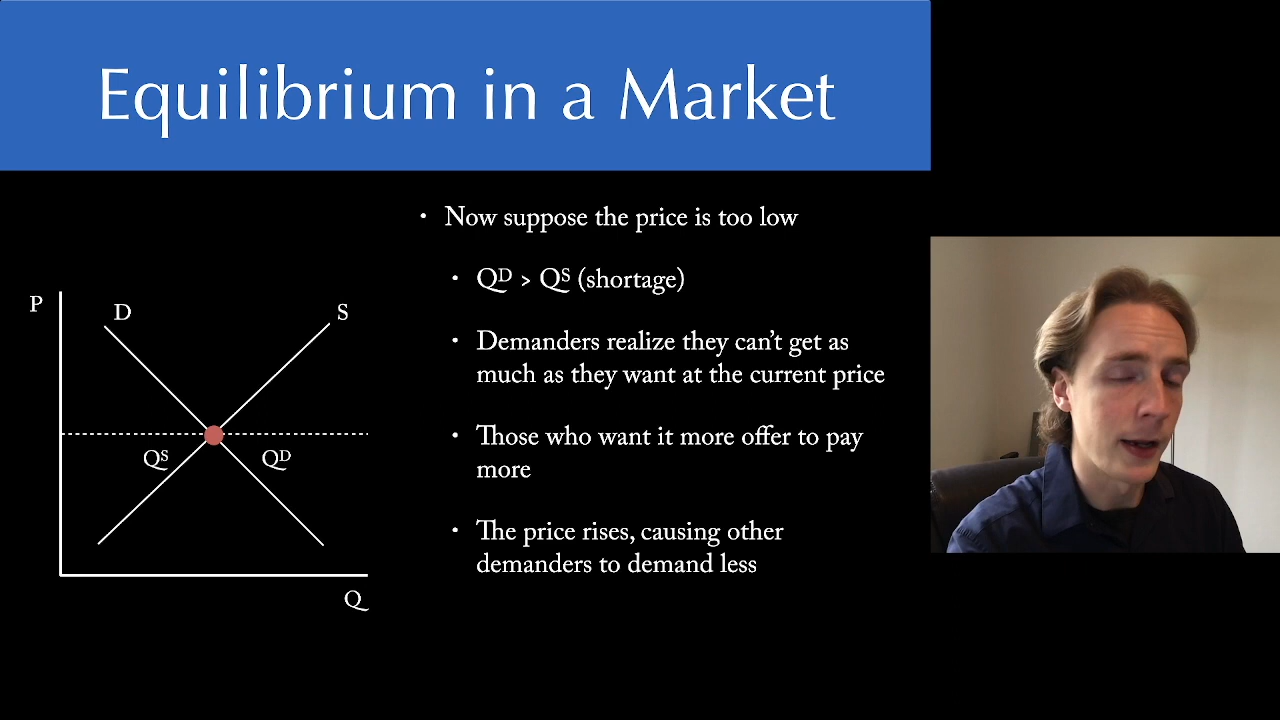 Equilibrium in a Market
• Now suppose the price is too low
• Qᴰ > Qˢ (shortage)
• Demanders realize they can't get as
much as they want at the current price
• Those who want it more offer to pay
more
• The price rises, causing other
demanders to demand less
P
D
S
Qˢ
Qᴰ
Q